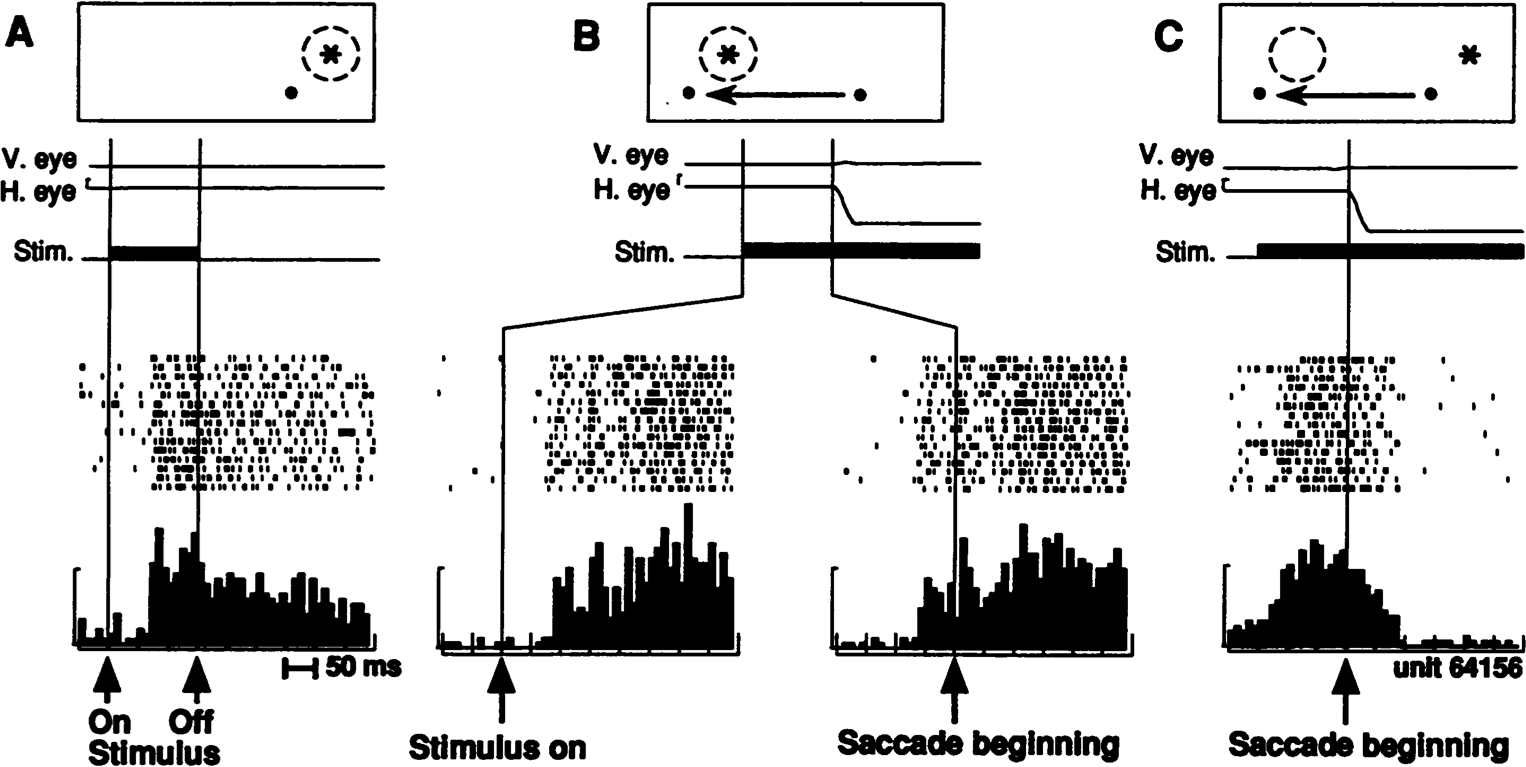 A
V. eye
H. eye
Stim.
50 ms
On Off
Stimulus
B
V. eye
H. eye
Stim.
Stimulus on
Saccade beginning
C
V. eye
H. eye
Stim.
unit 64156
Saccade beginning